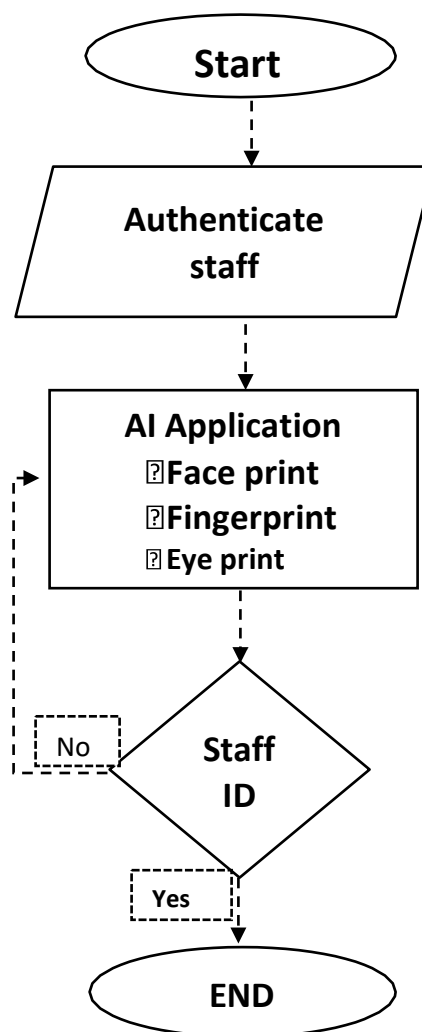 Start
Authenticate
staff
AI Application
⍰Face print
⍰Fingerprint
⍰Eye print
No
Staff
ID
Yes
END